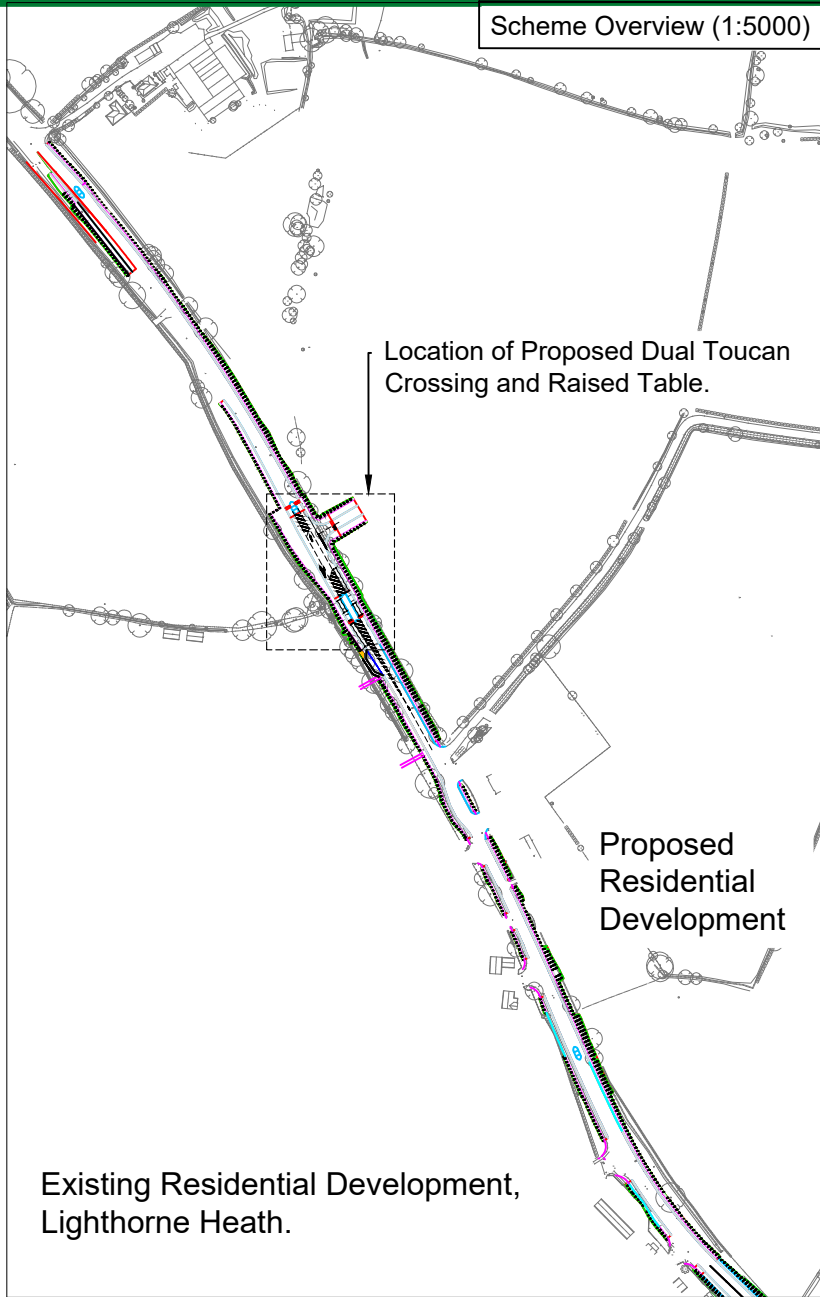 Scheme Overview (1:5000)
Location of Proposed Dual Toucan
Crossing and Raised Table.
Proposed
Residential
Development
Existing Residential Development,
Lighthorne Heath.